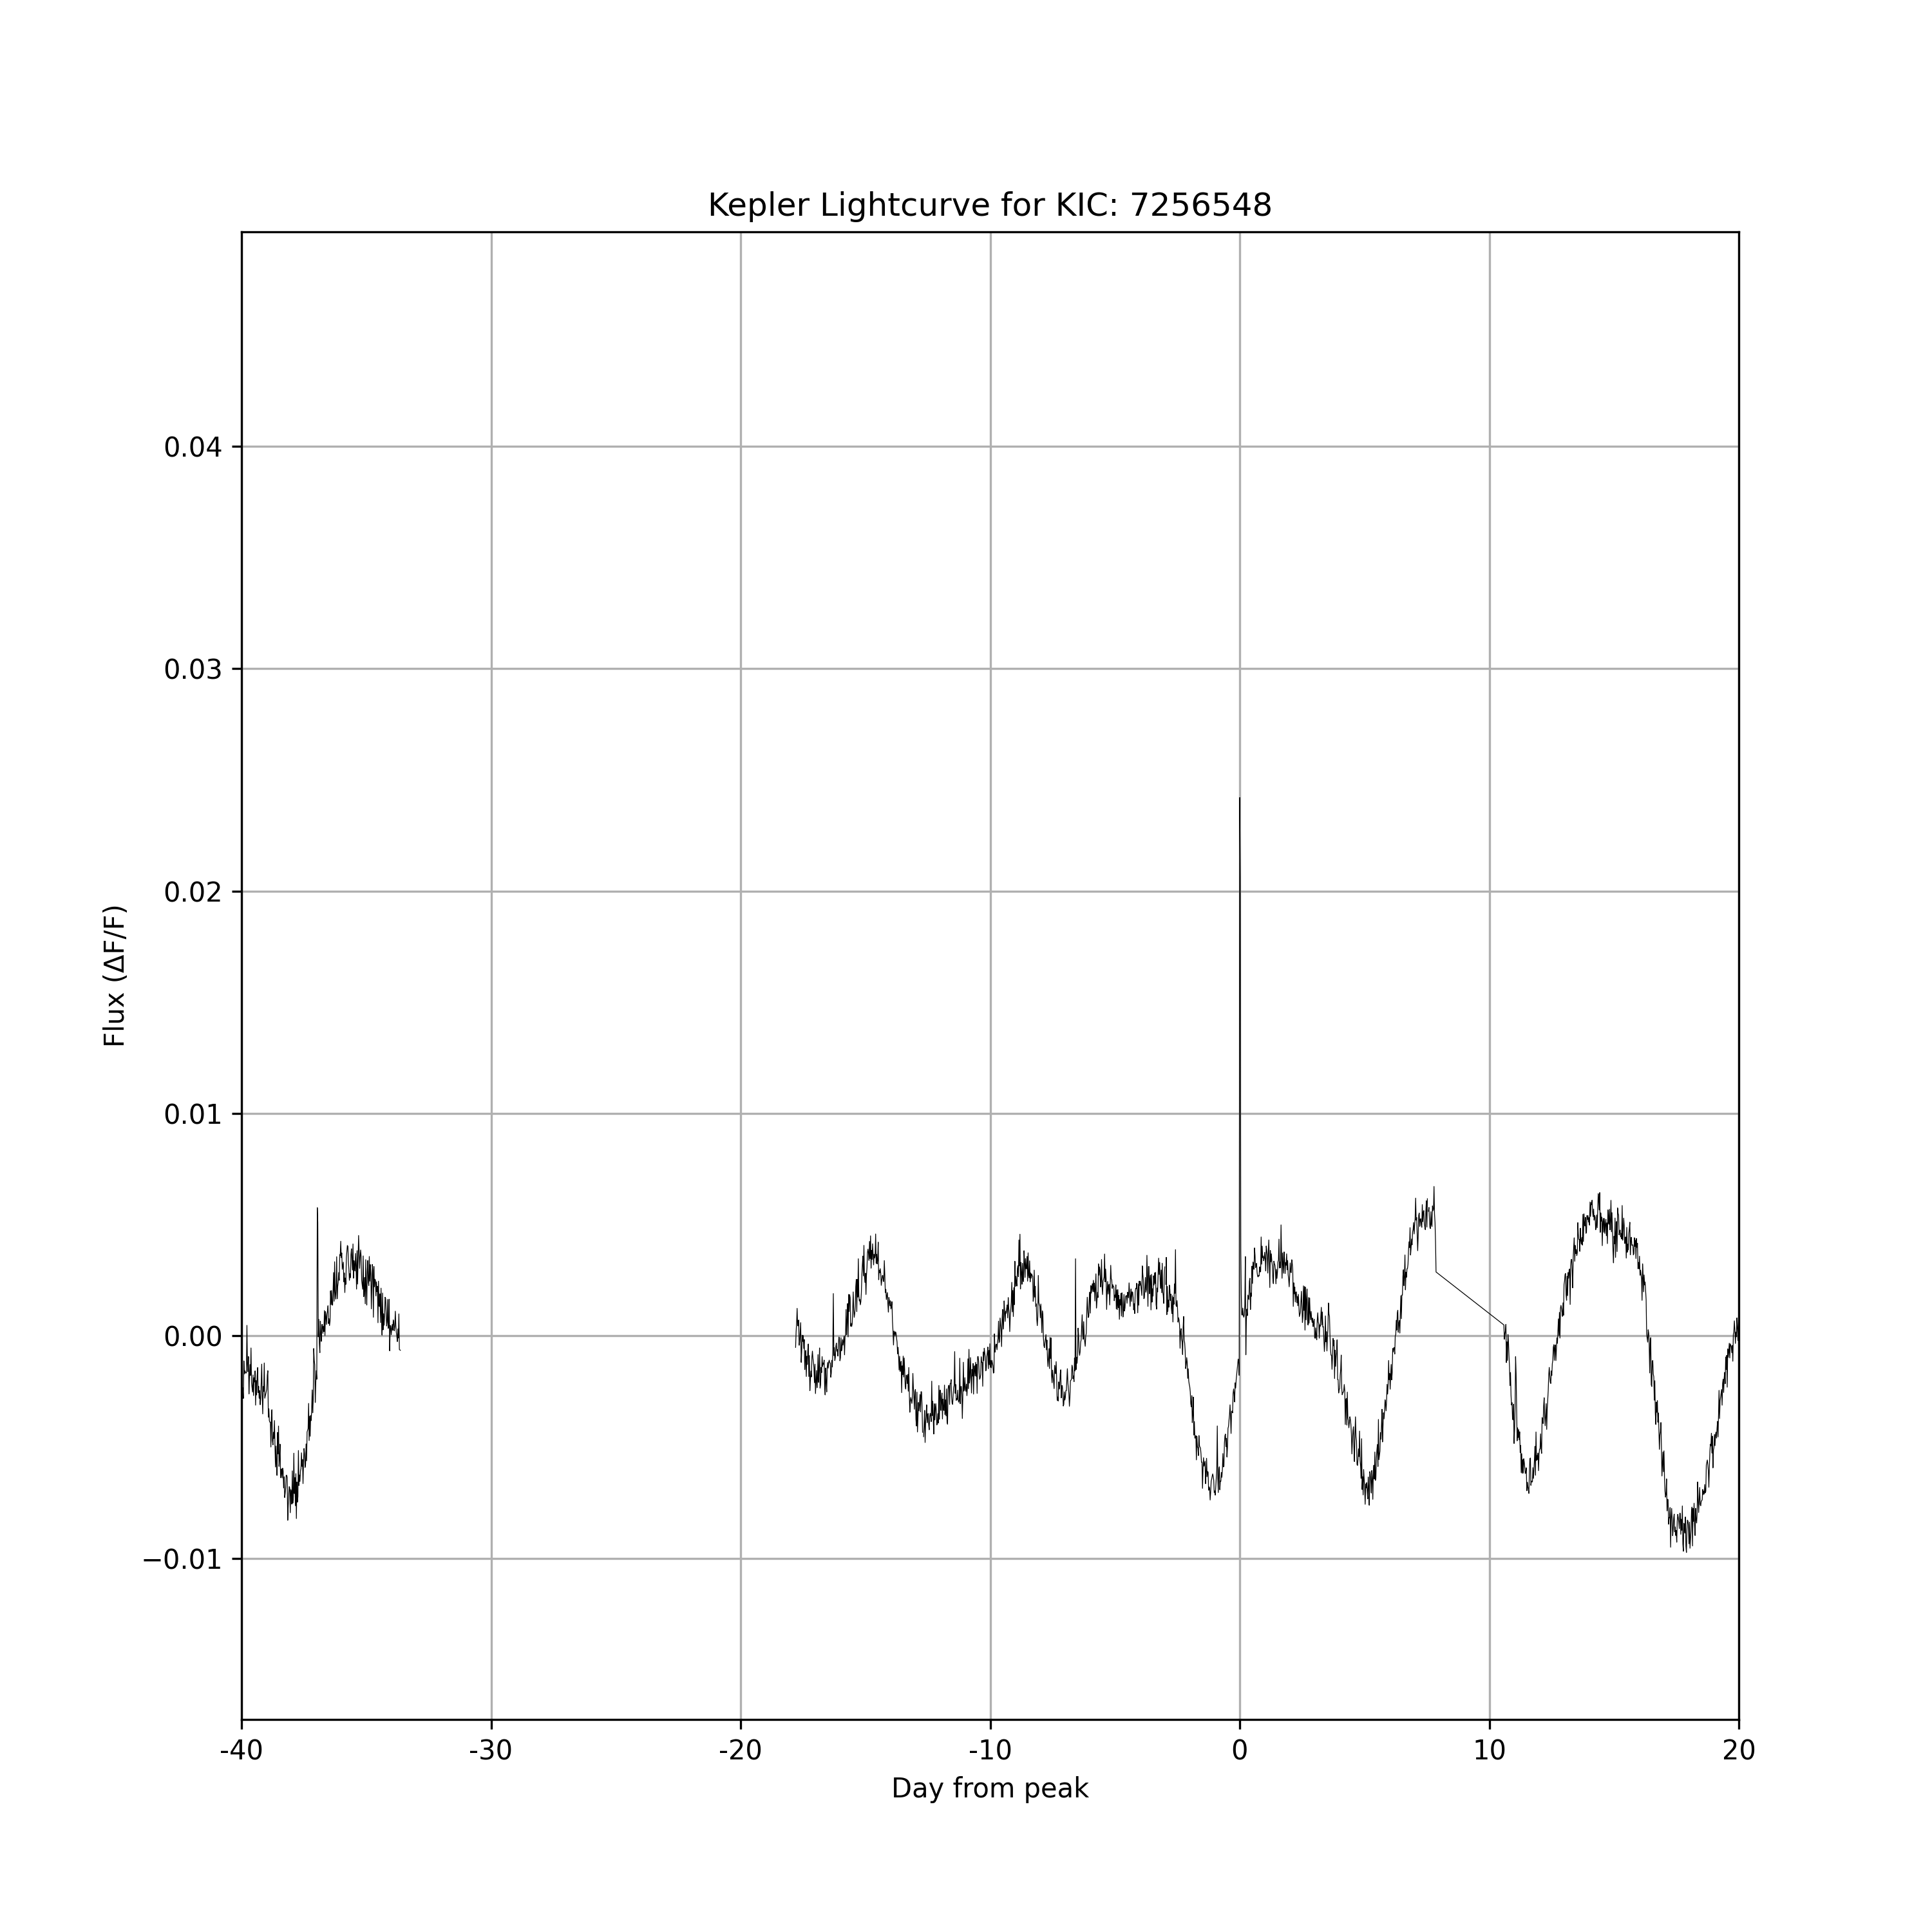 Kepler Lightcurve for KIC: 7256548
0.04
0.03
0.02
0.01
0.00
−0.01
Flux (ΔF/F)
-40 -30 -20 -10 0 10 20
Day from peak